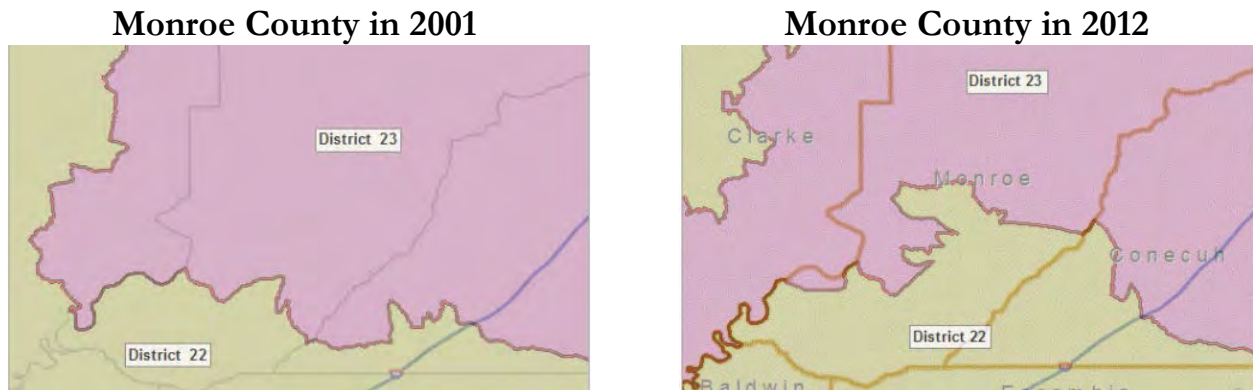 Monroe County in 2001
Monroe County in 2012
District 23
District 22
District 23
Clarke
Monroe
Conecuh
District 22
Baldwin
Escambia